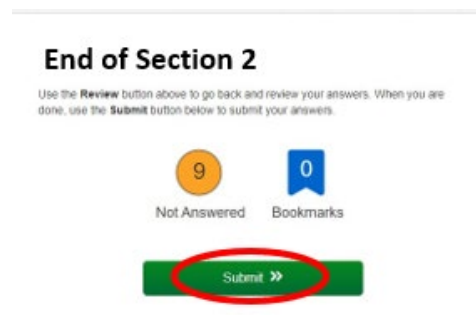 End of Section 2
Use the Review button above to go back and review your answers. When you are
done, use the Submit button below to submit your answers.
9
0
Not Answered Bookmarks
Submit »